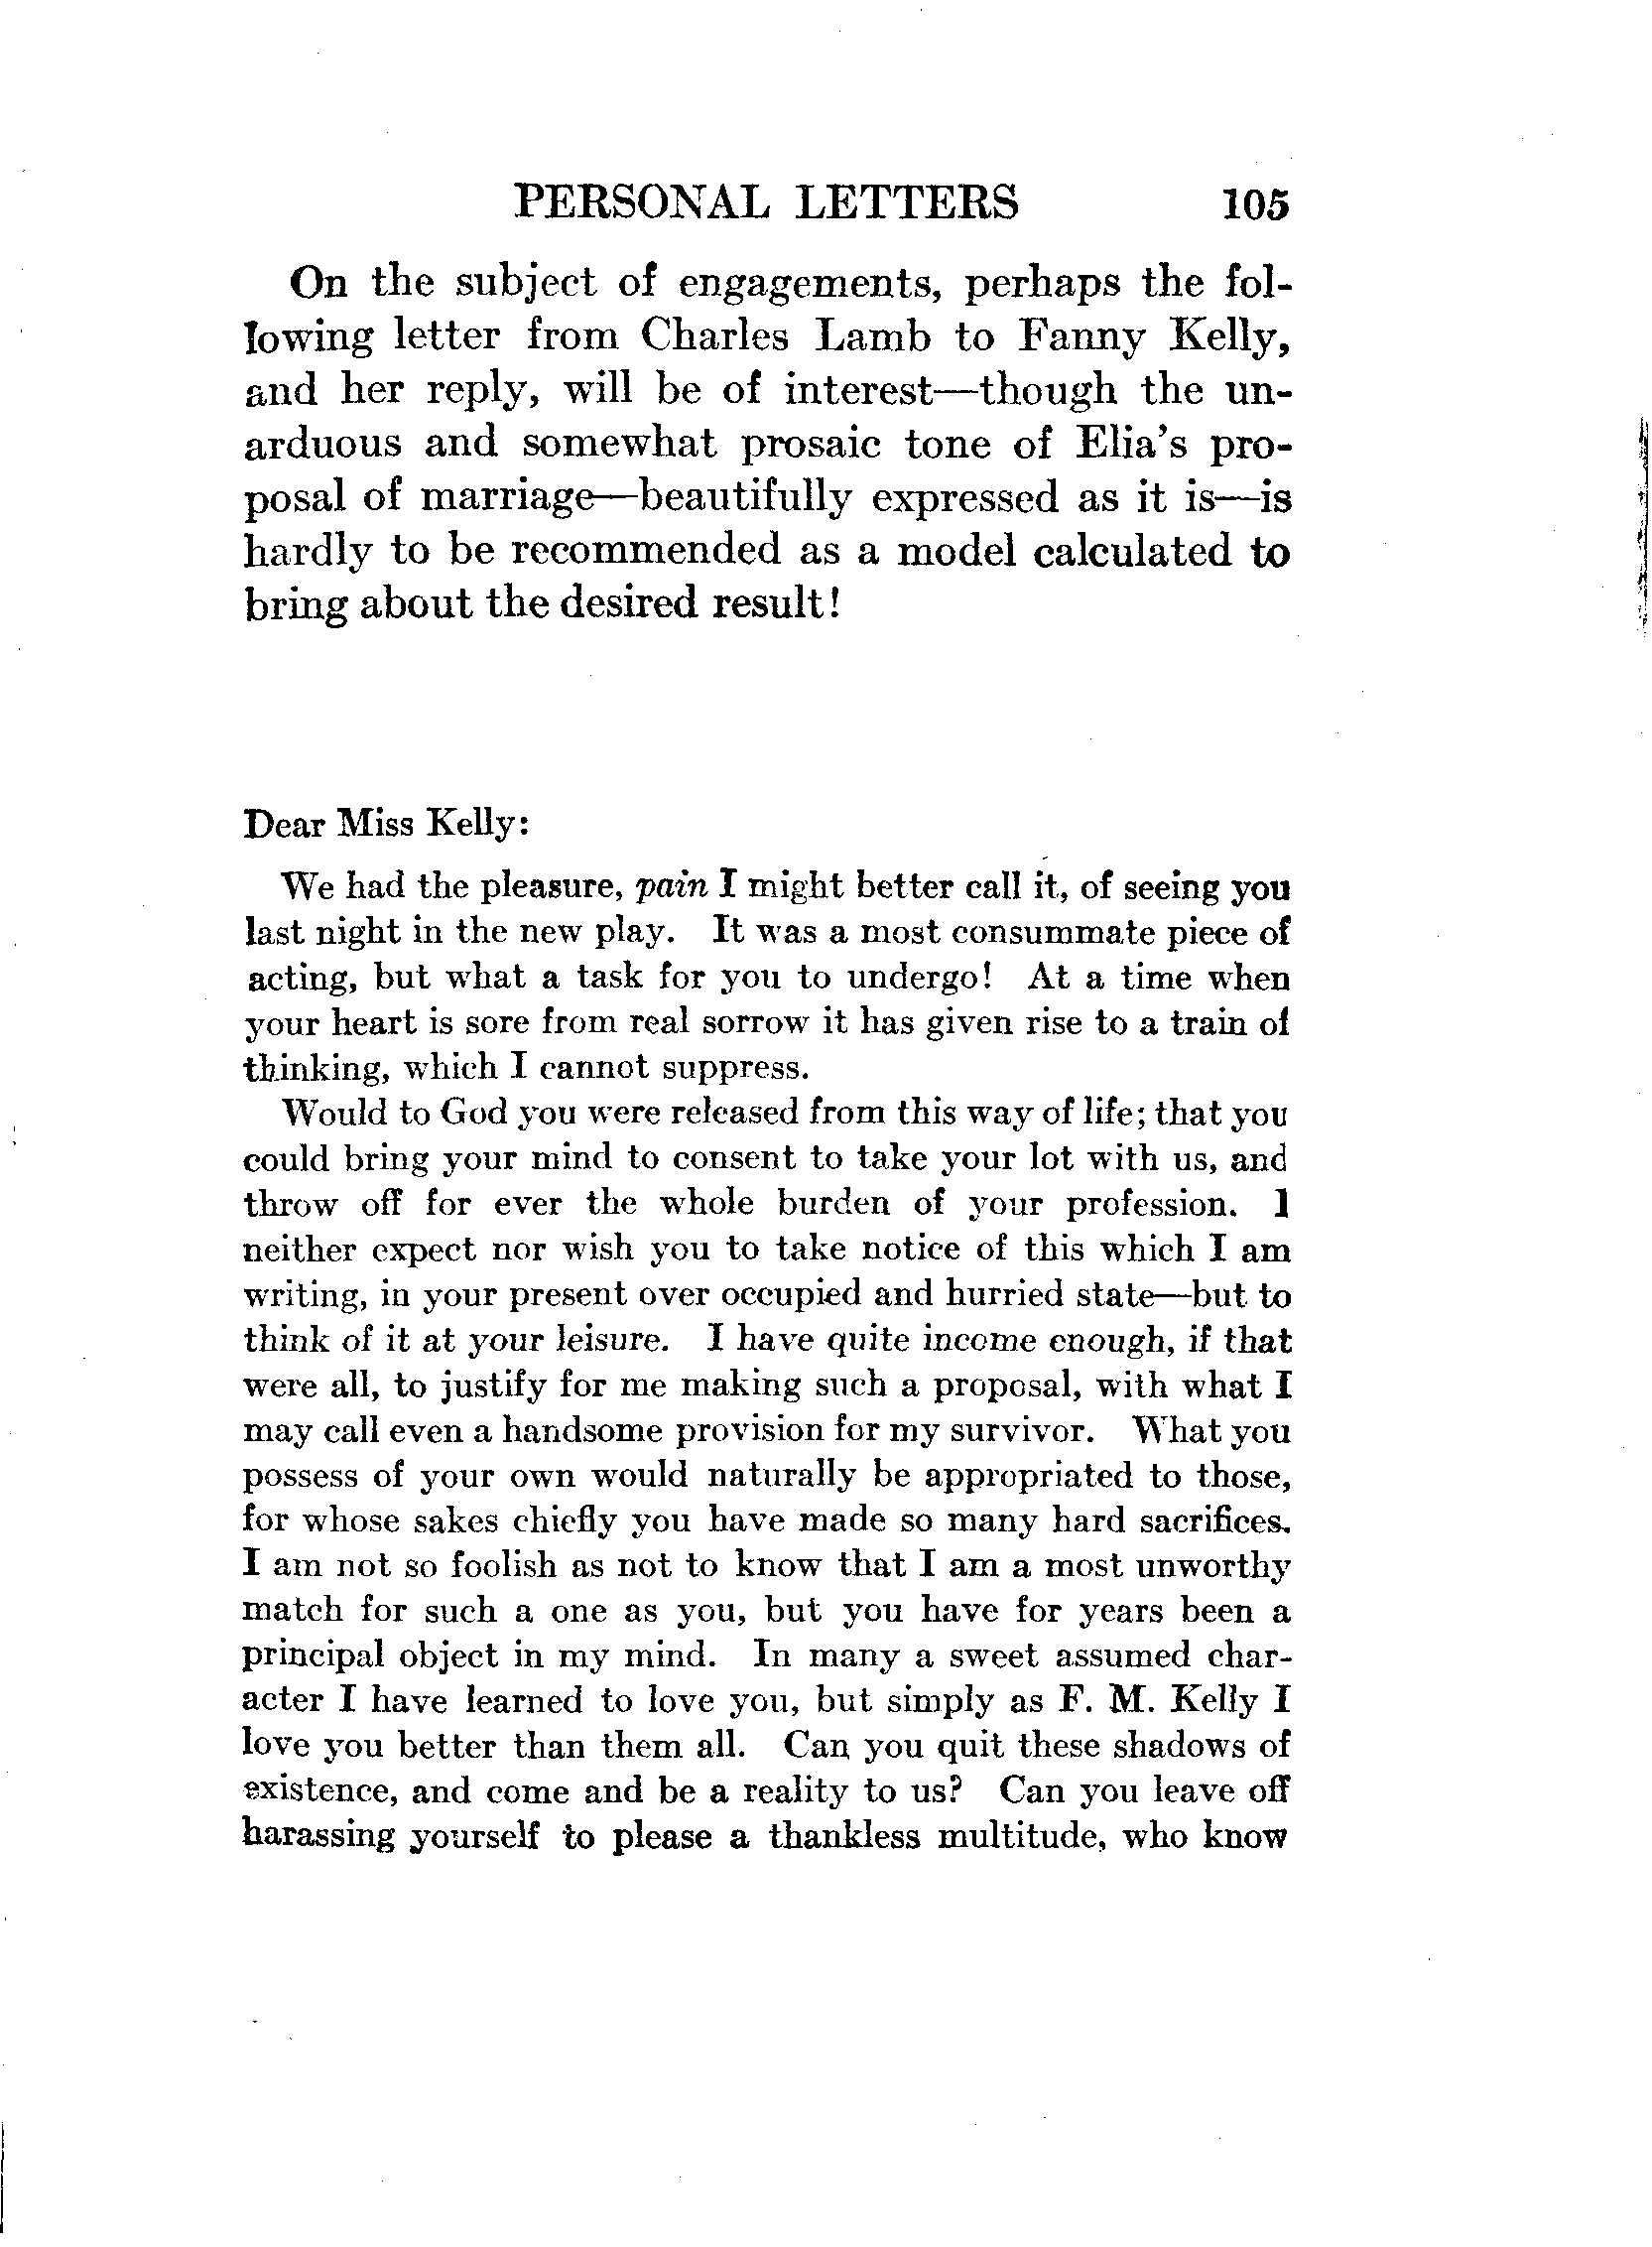 PERSONAL LETTERS 105
On the subject of engagements, perhaps the fol-
lowing letter from Charles Lamb to Fanny Kelly,
and her reply, will be of interest—though the un-
arduous and somewhat prosaic tone of Elia's pro-
posal of marriage—beautifully expressed as it is—is
hardly to be recommended as a model calculated to
bring about the desired result!
Dear Miss Kelly:
We had the pleasure, pain I might better call it, of seeing you
last night in the new play. It was a most consummate piece of
acting, but what a task for you to undergo! At a time when
your heart is sore from real sorrow it has given rise to a train of
thinking, which I cannot suppress.
Would to God you were released from this way of life; that you
could bring your mind to consent to take your lot with us, and
throw off for ever the whole burden of your profession. I
neither expect nor wish you to take notice of this which I am
writing, in your present over occupied and hurried state—but to
think of it at your leisure. I have quite income enough, if that
were all, to justify for me making such a proposal, with what I
may call even a handsome provision for my survivor. What you
possess of your own would naturally be appropriated to those,
for whose sakes chiefly you have made so many hard sacrifices.
I am not so foolish as not to know that I am a most unworthy
match for such a one as you, but you have for years been a
principal object in my mind. In many a sweet assumed char-
acter I have learned to love you, but simply as F. M. Kelly I
love you better than them all. Can you quit these shadows of
existence, and come and be a reality to us? Can you leave off
harassing yourself to please a thankless multitude, who know